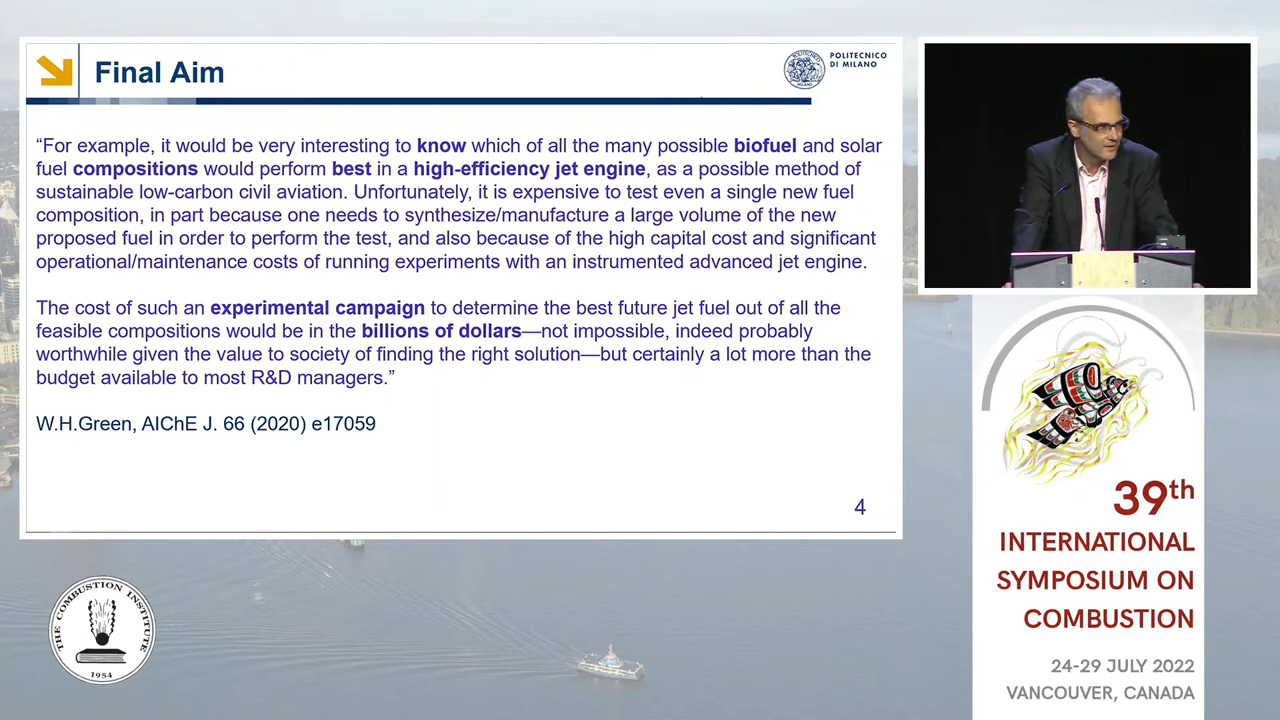 Final Aim
POLITECNICO
DI MILANO
“For example, it would be very interesting to know which of all the many possible biofuel and solar
fuel compositions would perform best in a high-efficiency jet engine, as a possible method of
sustainable low-carbon civil aviation. Unfortunately, it is expensive to test even a single new fuel
composition, in part because one needs to synthesize/manufacture a large volume of the new
proposed fuel in order to perform the test, and also because of the high capital cost and significant
operational/maintenance costs of running experiments with an instrumented advanced jet engine.
The cost of such an experimental campaign to determine the best future jet fuel out of all the
feasible compositions would be in the billions of dollars—not impossible, indeed probably
worthwhile given the value to society of finding the right solution—but certainly a lot more than the
budget available to most R&D managers.”
W.H.Green, AIChE J. 66 (2020) e17059
4
39th
INTERNATIONAL
SYMPOSIUM ON
COMBUSTION
24-29 JULY 2022
VANCOUVER, CANADA
THE COMBUSTION INSTITUTE
1954